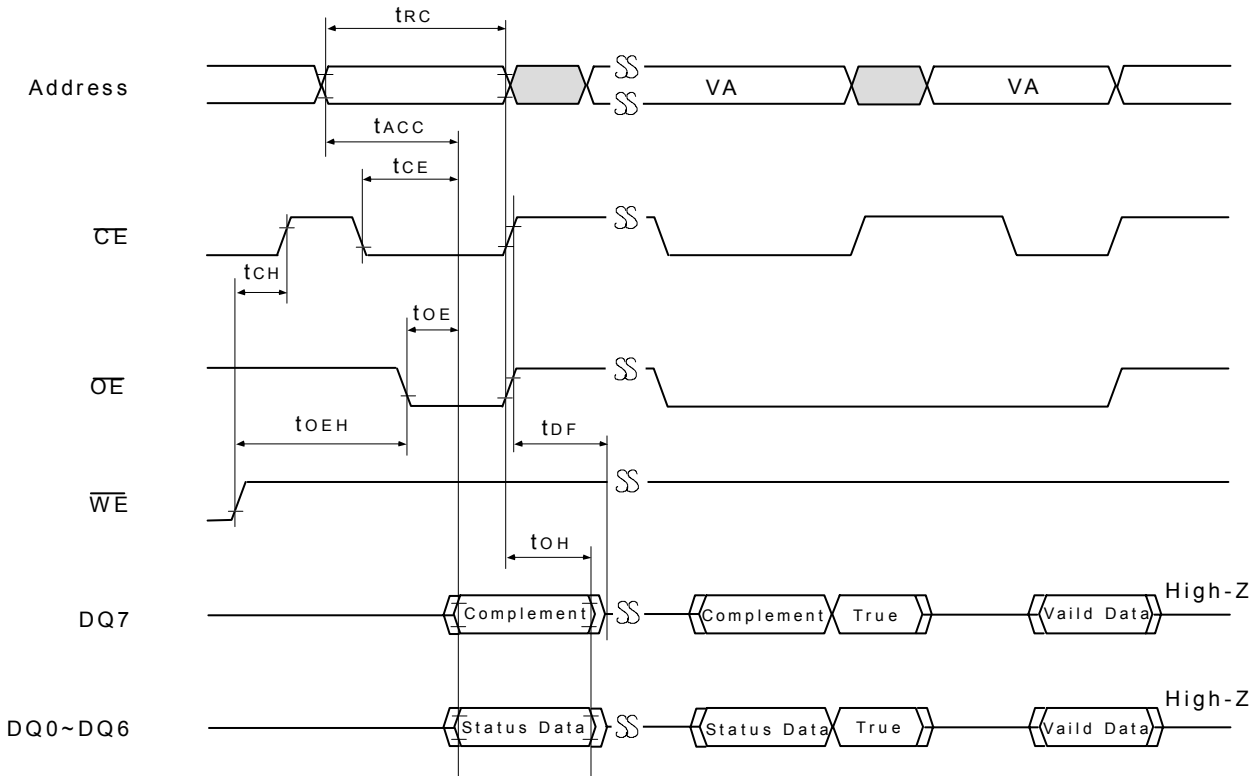 tRC
Address
VA
VA
tACC
tCE
CE
tCH
tOE
OE
tOEH
tDF
WE
tOH
DQ7
Complement
Complement
True
Vaild Data
High-Z
DQ0~DQ6
Status Data
Status Data
True
Vaild Data
High-Z